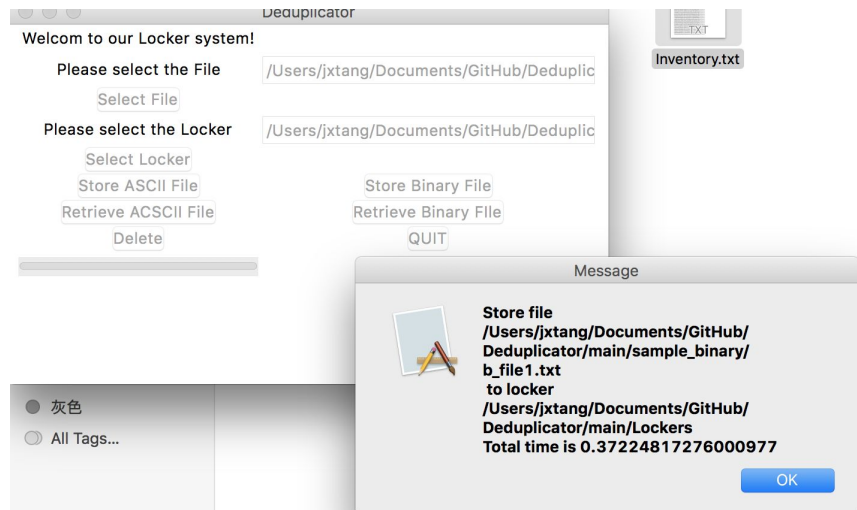 Deduplicator
TXT
Inventory.txt
Welcom to our Locker system!
Please select the File
/Users/jxtang/Documents/GitHub/Deduplic
Select File
Please select the Locker
/Users/jxtang/Documents/GitHub/Deduplic
Select Locker
Store ASCII File
Store Binary File
Retrieve ACSCII File
Retrieve Binary FIle
Delete
QUIT
Message
Store file
/Users/jxtang/Documents/GitHub/
Deduplicator/main/sample_binary/
b_file1.txt
to locker
/Users/jxtang/Documents/GitHub/
Deduplicator/main/Lockers
Total time is 0.37224817276000977
OK
灰色
All Tags...